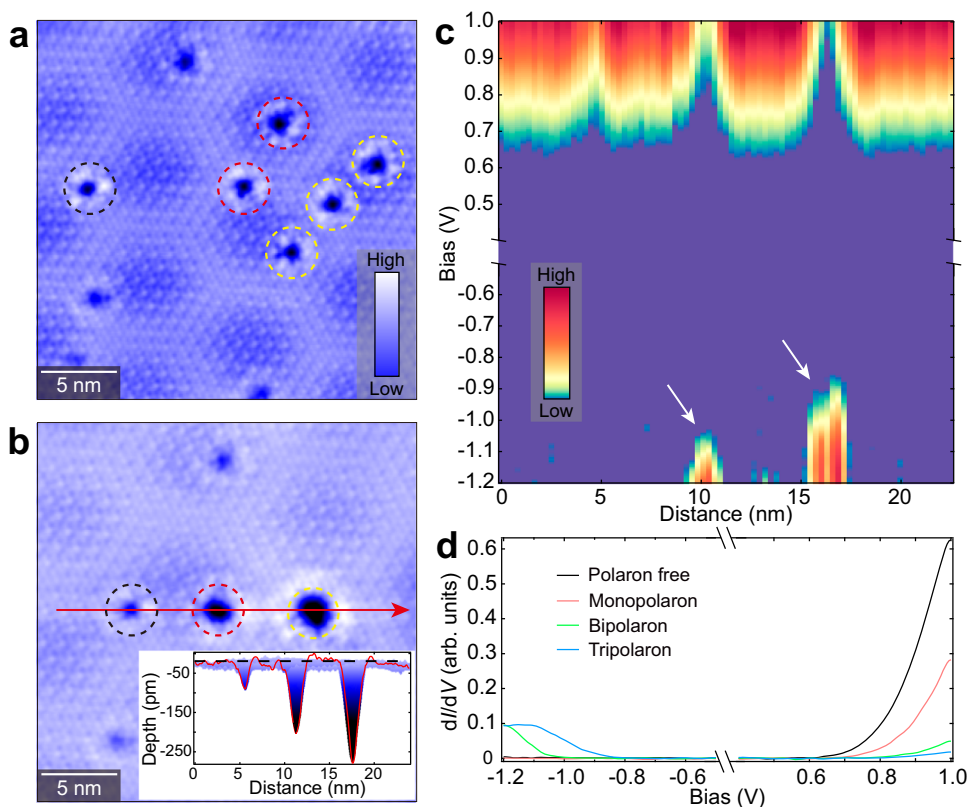 a
High
Low
5 nm
b
5 nm
Depth (pm)
-50
-150
-250
0
5
10
15
20
Distance (nm)
c
Bias (V)
1.0
0.9
0.8
0.7
0.6
0.5
-0.6
-0.7
-0.8
-0.9
-1.0
-1.1
-1.2
High
Low
0
5
10
15
20
Distance (nm)
d
dI/dV (arb. units)
0.6
0.5
0.4
0.3
0.2
0.1
0
Polaron free
Monopolaron
Bipolaron
Tripolaron
-1.2
-1.0
-0.8
-0.6
0.6
0.8
1.0
Bias (V)